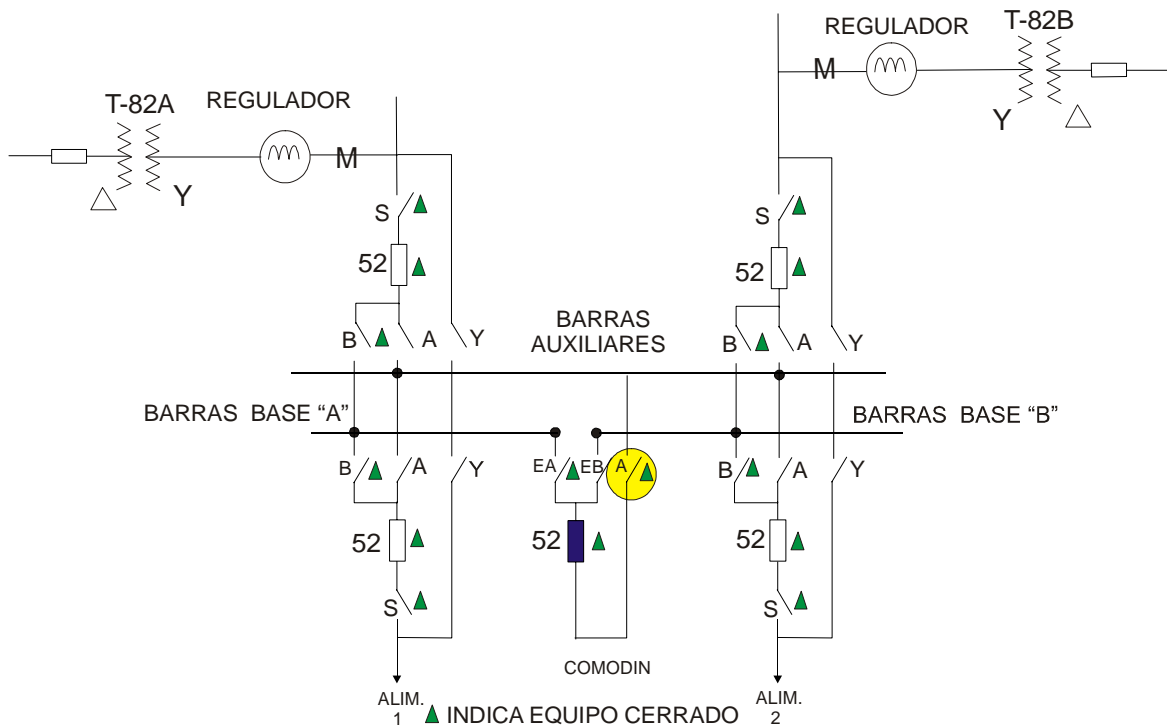 T-82B
REGULADOR
M
Y
T-82A
REGULADOR
M
Y
S
52
S
52
B
A
Y
BARRAS
AUXILIARES
B
A
Y
BARRAS BASE “A”
BARRAS BASE “B”
B
A
Y
EA
EB
A
B
A
Y
52
52
52
S
S
COMODIN
ALIM.
1
INDICA EQUIPO CERRADO
ALIM.
2